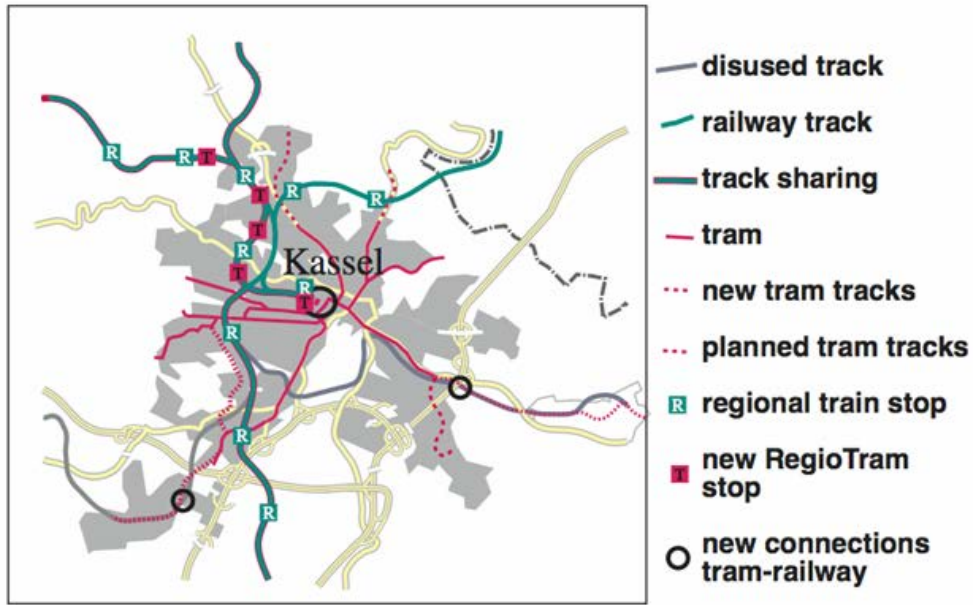 R
R
T
R
T
R
R
T
R
Kassel
T
R
T
R
R
R
disused track
railway track
track sharing
tram
new tram tracks
planned tram tracks
R regional train stop
T new RegioTram
stop
new connections
tram-railway